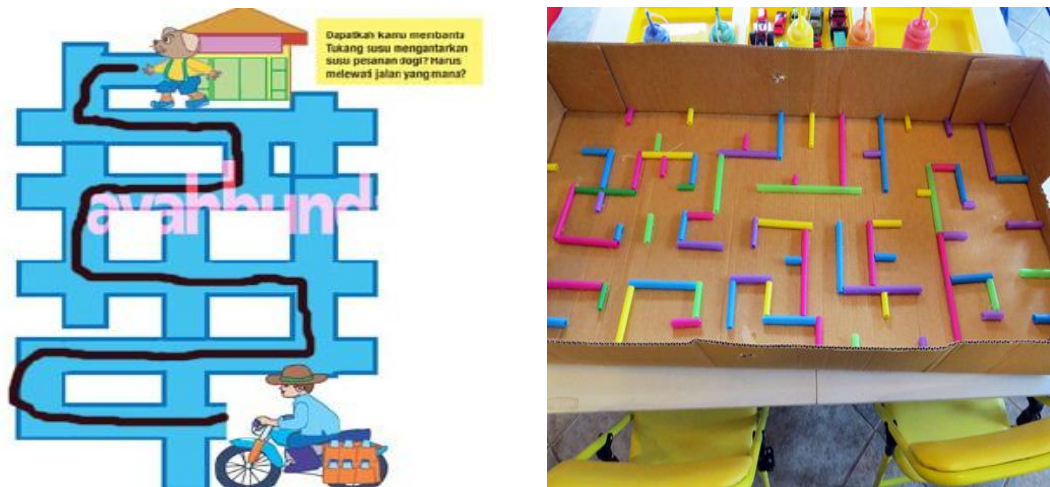 Dapatkah kamu membantu
Tukang susu mengantarkan
susu pesanan dogi? Harus
melewati jalan yang mana?
ayahbunda